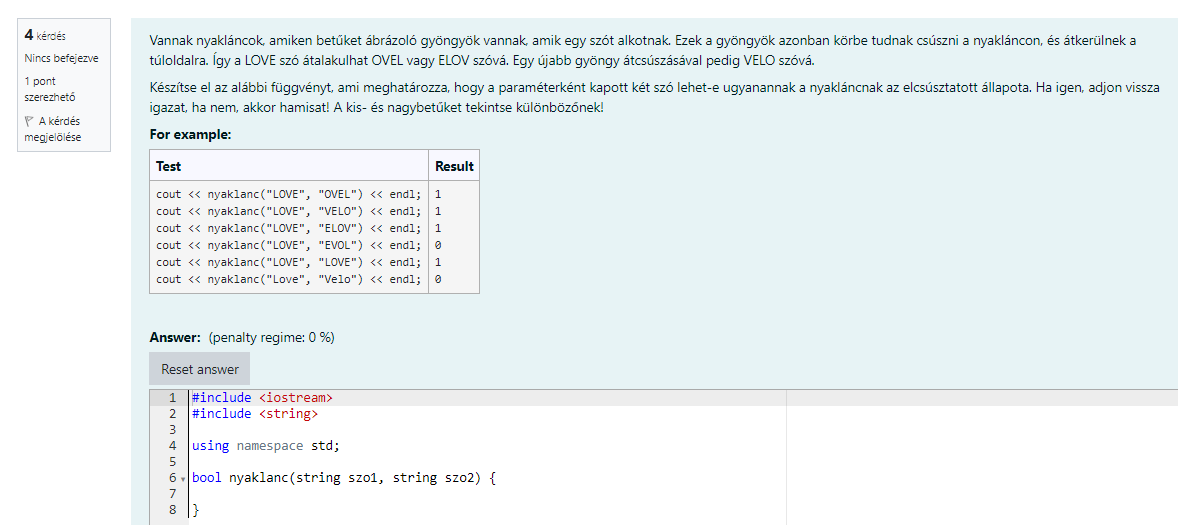 4 kérdés
Nincs befejezve
1 pont
szerezhető
A kérdés
megjelölése
Vannak nyakláncok, amiken betűket ábrázoló gyöngyök vannak, amik egy szót alkotnak. Ezek a gyöngyök azonban körbe tudnak csúszni a nyakláncon, és átkerülnek a
túloldalra. Így a LOVE szó átalakulhat OVEL vagy ELOV szóvá. Egy újabb gyöngy átcsúszásával pedig VELO szóvá.
Készítse el az alábbi függvényt, ami meghatározza, hogy a paraméterként kapott két szó lehet-e ugyanannak a nyakláncnak az elcsúsztatott állapota. Ha igen, adjon vissza
igazat, ha nem, akkor hamisat! A kis- és nagybetűket tekintse különbözőnek!
For example:
Test Result
cout << nyaklanc("LOVE", "OVEL") << endl; 1
cout << nyaklanc("LOVE", "VELO") << endl; 1
cout << nyaklanc("LOVE", "ELOV") << endl; 1
cout << nyaklanc("LOVE", "EVOL") << endl; 0
cout << nyaklanc("LOVE", "LOVE") << endl; 1
cout << nyaklanc("Love", "Velo") << endl; 0
Answer: (penalty regime: 0 %)
Reset answer
1 #include <iostream>
2 #include <string>
3
4 using namespace std;
5
6 bool nyaklanc(string szo1, string szo2) {
7
8 }